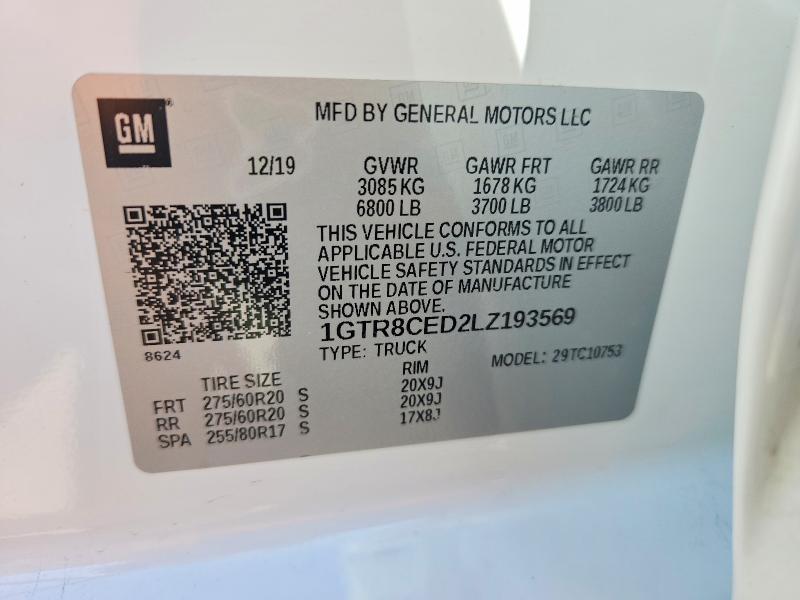 GM
MFD BY GENERAL MOTORS LLC
12/19 GVWR GAWR FRT GAWR RR
3085 KG 1678 KG 1724 KG
6800 LB 3700 LB 3800 LB
THIS VEHICLE CONFORMS TO ALL
APPLICABLE U.S. FEDERAL MOTOR
VEHICLE SAFETY STANDARDS IN EFFECT
ON THE DATE OF MANUFACTURE
SHOWN ABOVE.
1GTR8CED2LZ193569
8624
TYPE: TRUCK MODEL: 29TC10753
TIRE SIZE RIM
FRT 275/60R20 S 20X9J
RR 275/60R20 S 20X9J
SPA 255/80R17 S 17X8J